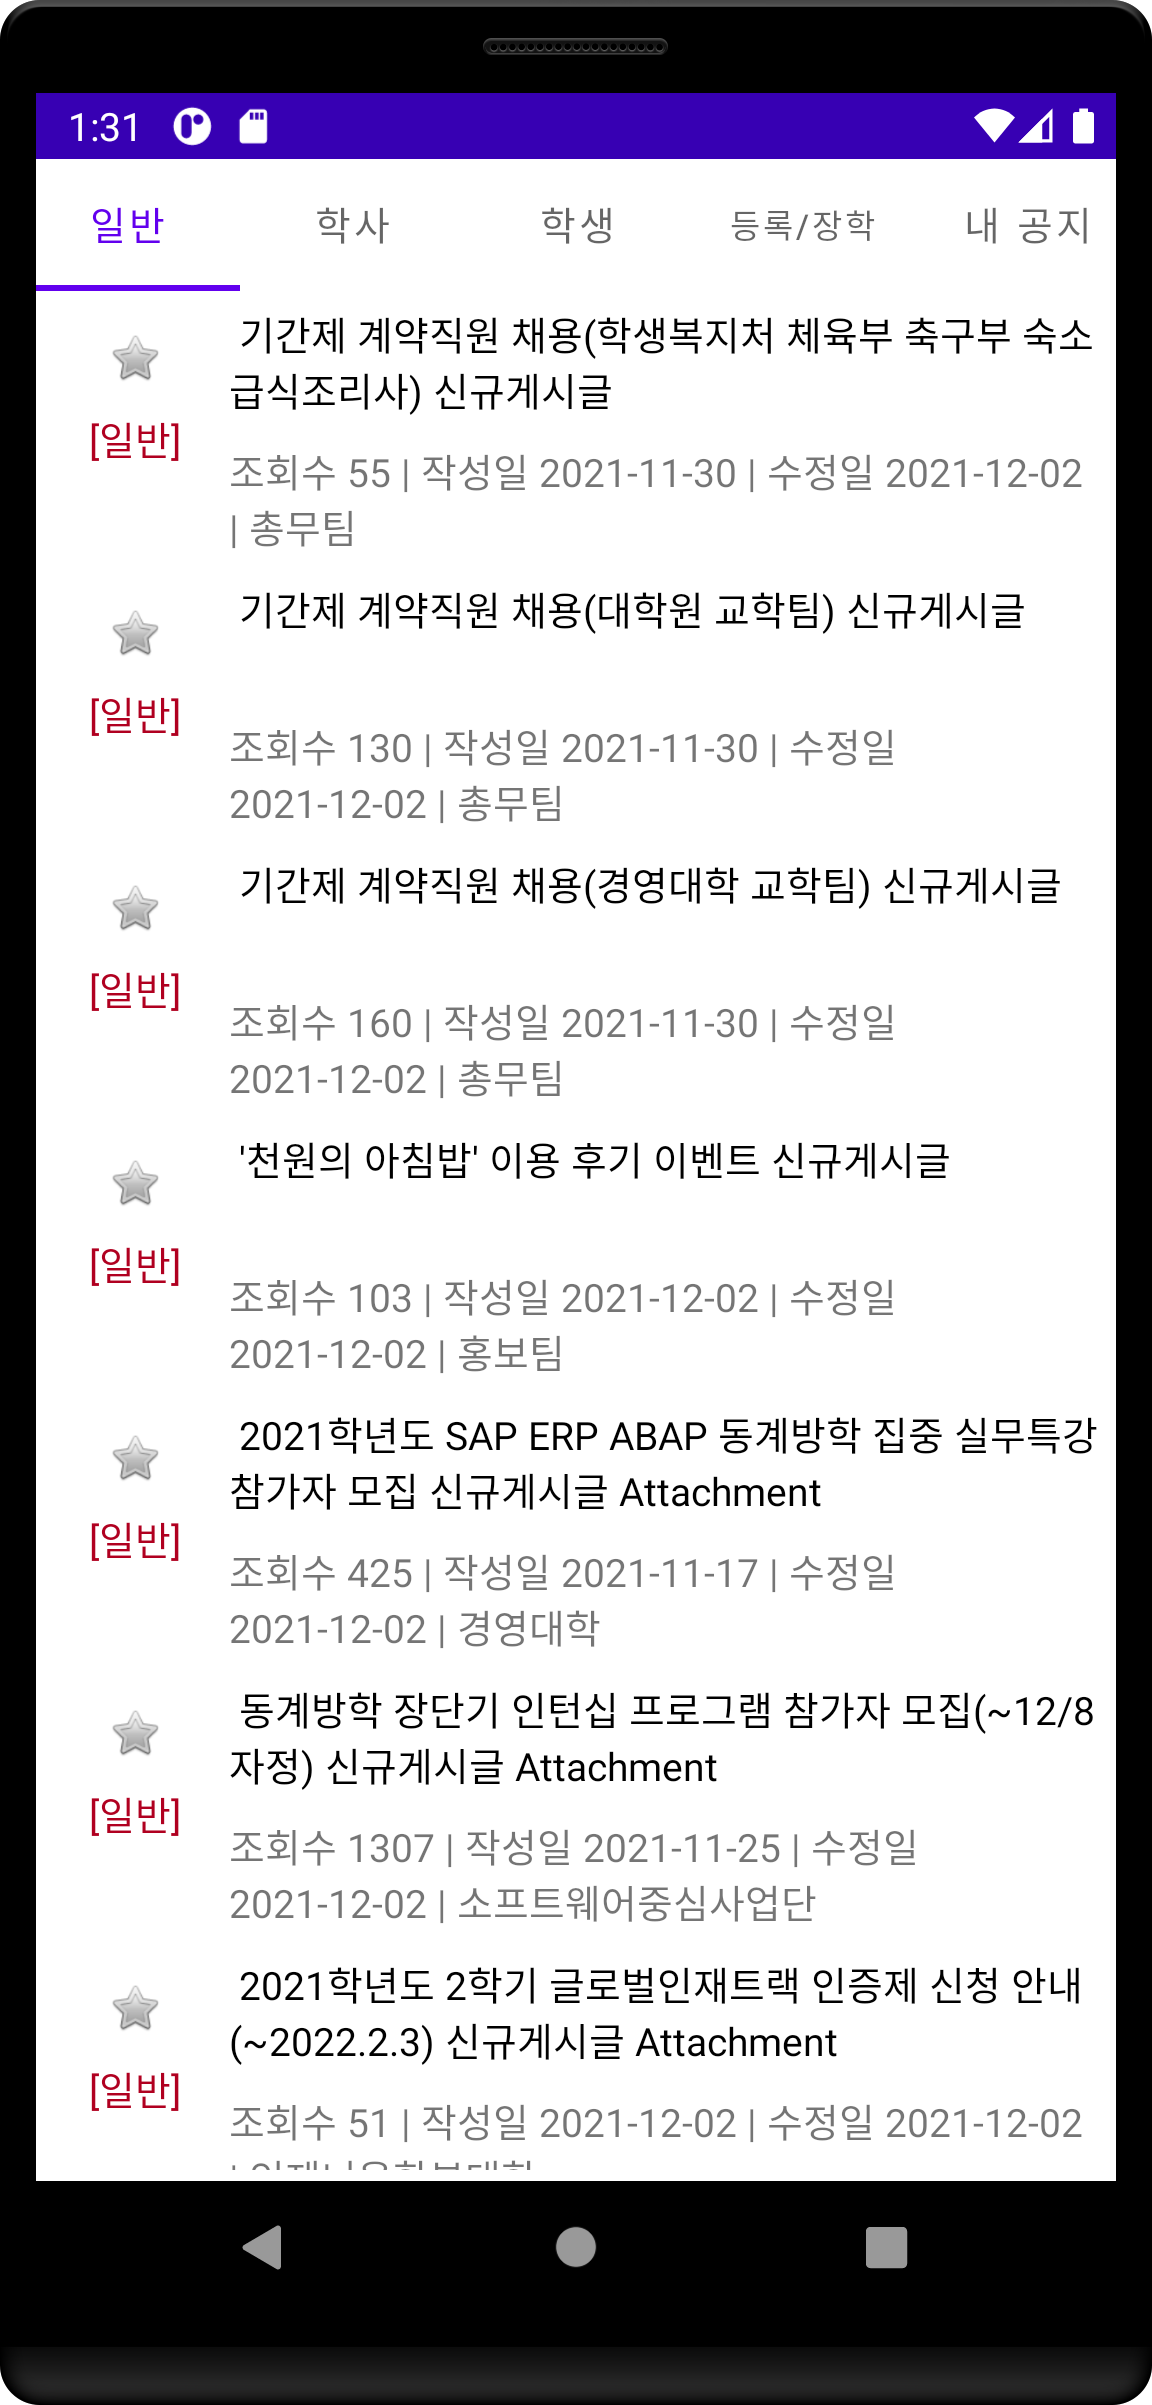 1:31
일반 학사 학생 등록/장학 내 공지
기간제 계약직원 채용(학생복지처 체육부 축구부 숙소
급식조리사) 신규게시글
[일반]
조회수 55 | 작성일 2021-11-30 | 수정일 2021-12-02
| 총무팀
기간제 계약직원 채용(대학원 교학팀) 신규게시글
[일반]
조회수 130 | 작성일 2021-11-30 | 수정일
2021-12-02 | 총무팀
기간제 계약직원 채용(경영대학 교학팀) 신규게시글
[일반]
조회수 160 | 작성일 2021-11-30 | 수정일
2021-12-02 | 총무팀
'천원의 아침밥' 이용 후기 이벤트 신규게시글
[일반]
조회수 103 | 작성일 2021-12-02 | 수정일
2021-12-02 | 홍보팀
2021학년도 SAP ERP ABAP 동계방학 집중 실무특강
참가자 모집 신규게시글 Attachment
[일반]
조회수 425 | 작성일 2021-11-17 | 수정일
2021-12-02 | 경영대학
동계방학 장단기 인턴십 프로그램 참가자 모집(~12/8
자정) 신규게시글 Attachment
[일반]
조회수 1307 | 작성일 2021-11-25 | 수정일
2021-12-02 | 소프트웨어중심사업단
2021학년도 2학기 글로벌인재트랙 인증제 신청 안내
(~2022.2.3) 신규게시글 Attachment
[일반]
조회수 51 | 작성일 2021-12-02 | 수정일 2021-12-02